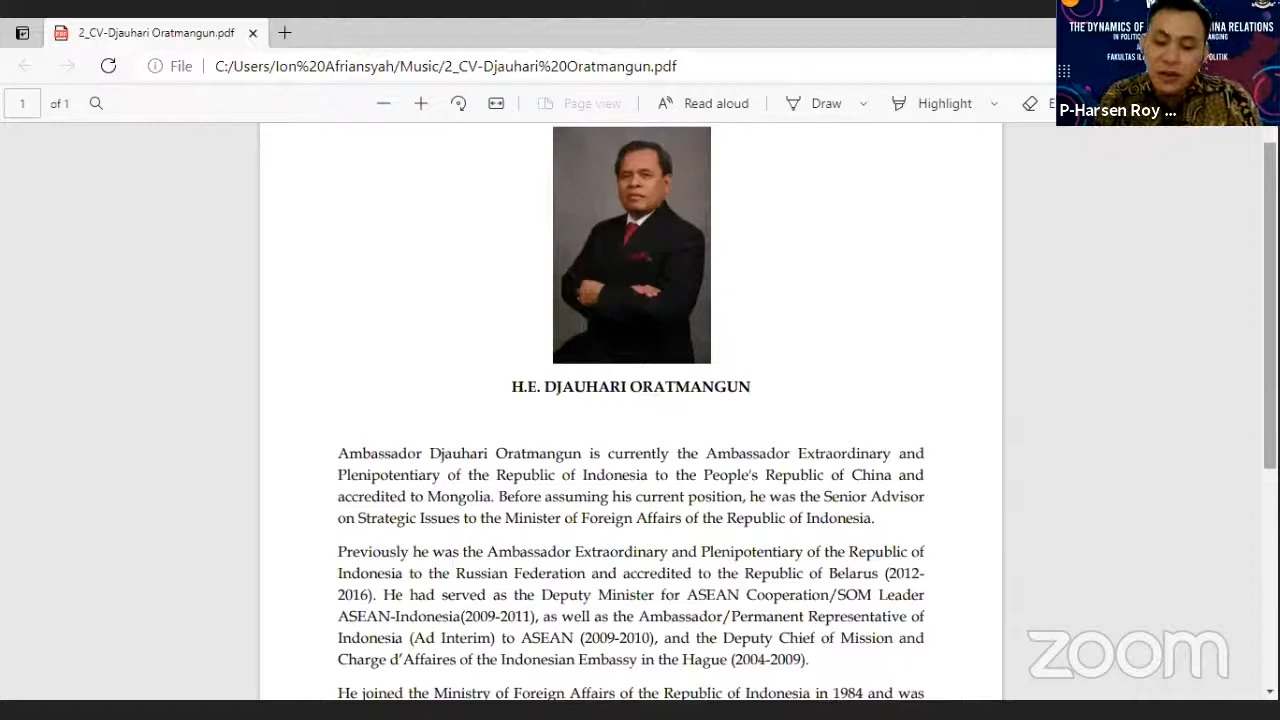 2_CV-Djauhari Oratmangun.pdf
File
C:/Users/Ion%20Afriansyah/Music/2_CV-Djauhari%20Oratmangun.pdf
1 of 1
Page view
Read aloud
Draw
Highlight
THE DYNAMICS OF
RELATIONS
IN POLITIC
ANGING
FAKULTAS IL
POLITIK
P-Harsen Roy ...
H.E. DJAUHARI ORATMANGUN
Ambassador Djauhari Oratmangun is currently the Ambassador Extraordinary and
Plenipotentiary of the Republic of Indonesia to the People's Republic of China and
accredited to Mongolia. Before assuming his current position, he was the Senior Advisor
on Strategic Issues to the Minister of Foreign Affairs of the Republic of Indonesia.
Previously he was the Ambassador Extraordinary and Plenipotentiary of the Republic of
Indonesia to the Russian Federation and accredited to the Republic of Belarus (2012-
2016). He had served as the Deputy Minister for ASEAN Cooperation/SOM Leader
ASEAN-Indonesia(2009-2011), as well as the Ambassador/Permanent Representative of
Indonesia (Ad Interim) to ASEAN (2009-2010), and the Deputy Chief of Mission and
Charge d'Affaires of the Indonesian Embassy in the Hague (2004-2009).
He joined the Ministry of Foreign Affairs of the Republic of Indonesia in 1984 and was
zoom